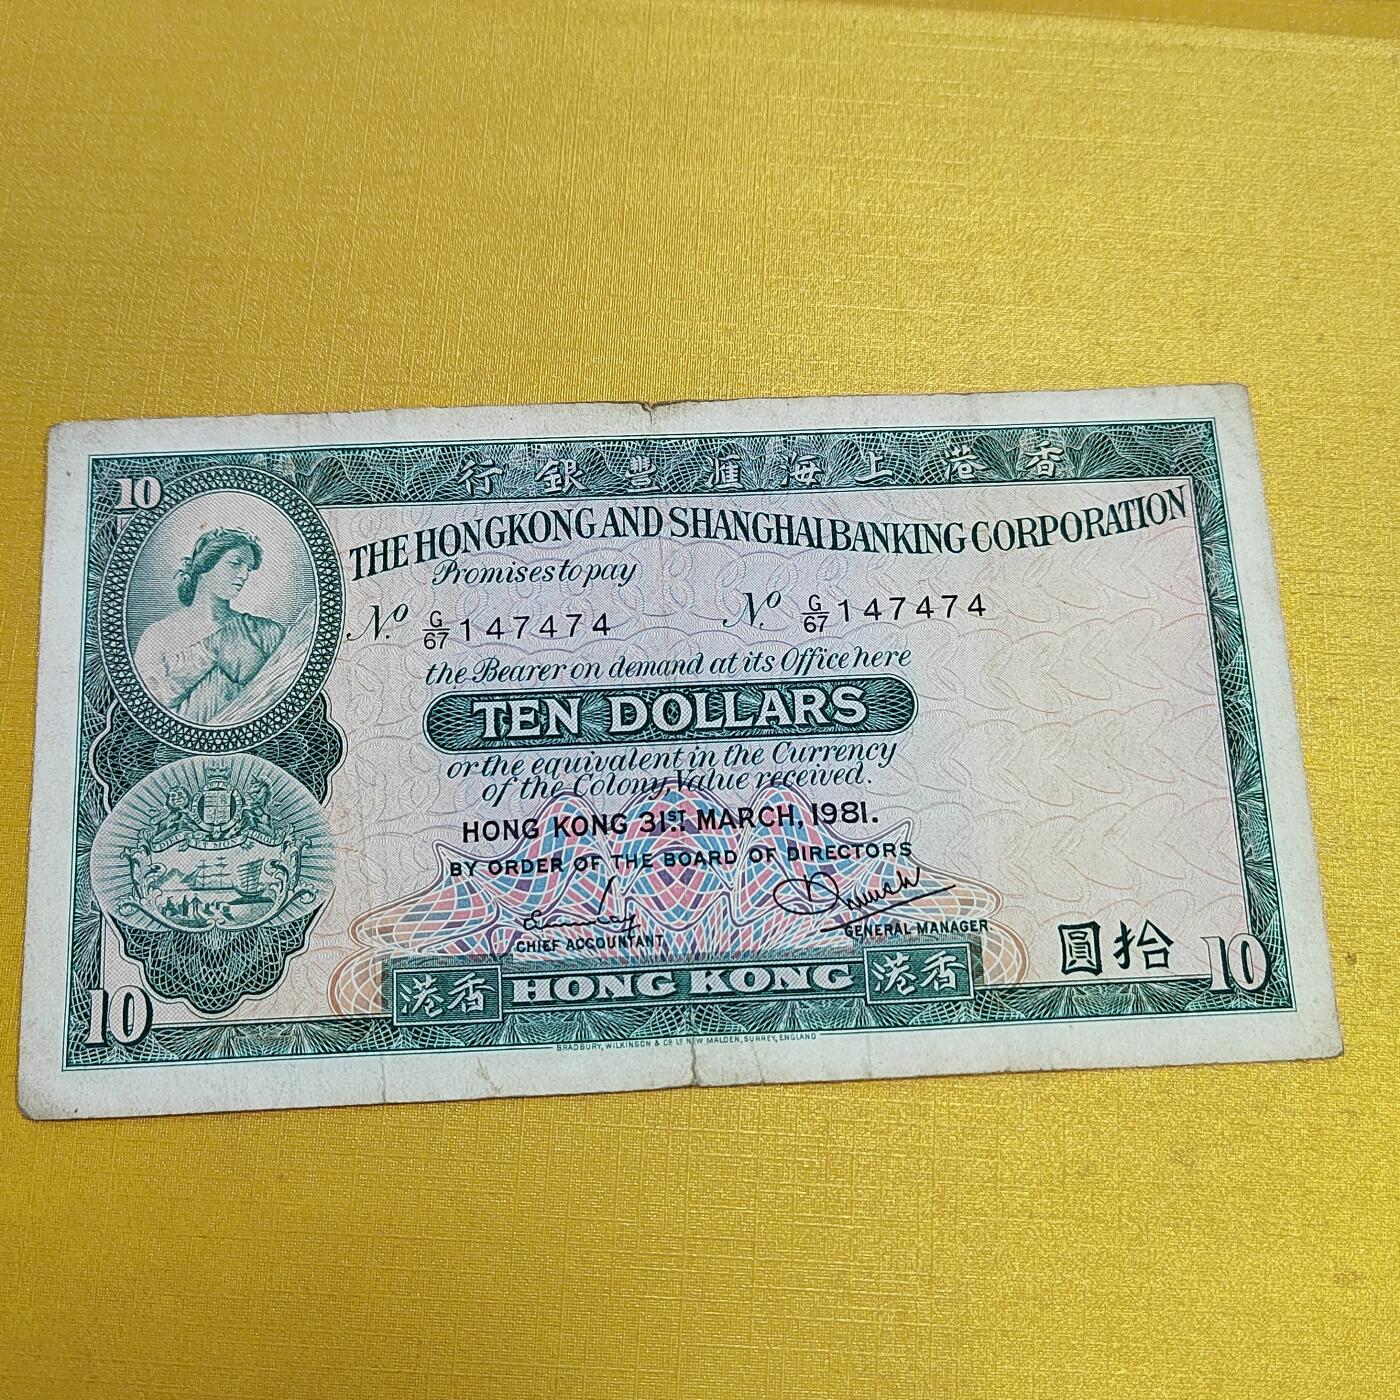 行銀豐滙海上港香
10
THE HONGKONG AND SHANGHAI BANKING CORPORATION
Promises to pay
No. G/67 147474 No. G/67 147474
the Bearer on demand at its Office here
TEN DOLLARS
or the equivalent in the Currency
of the Colony, Value received.
HONG KONG 31ST MARCH, 1981.
BY ORDER OF THE BOARD OF DIRECTORS
CHIEF ACCOUNTANT GENERAL MANAGER
圓拾
10 港香 HONG KONG 港香 10
BRADBURY, WILKINSON & Co. Ld. NEW MALDEN, SURREY, ENGLAND